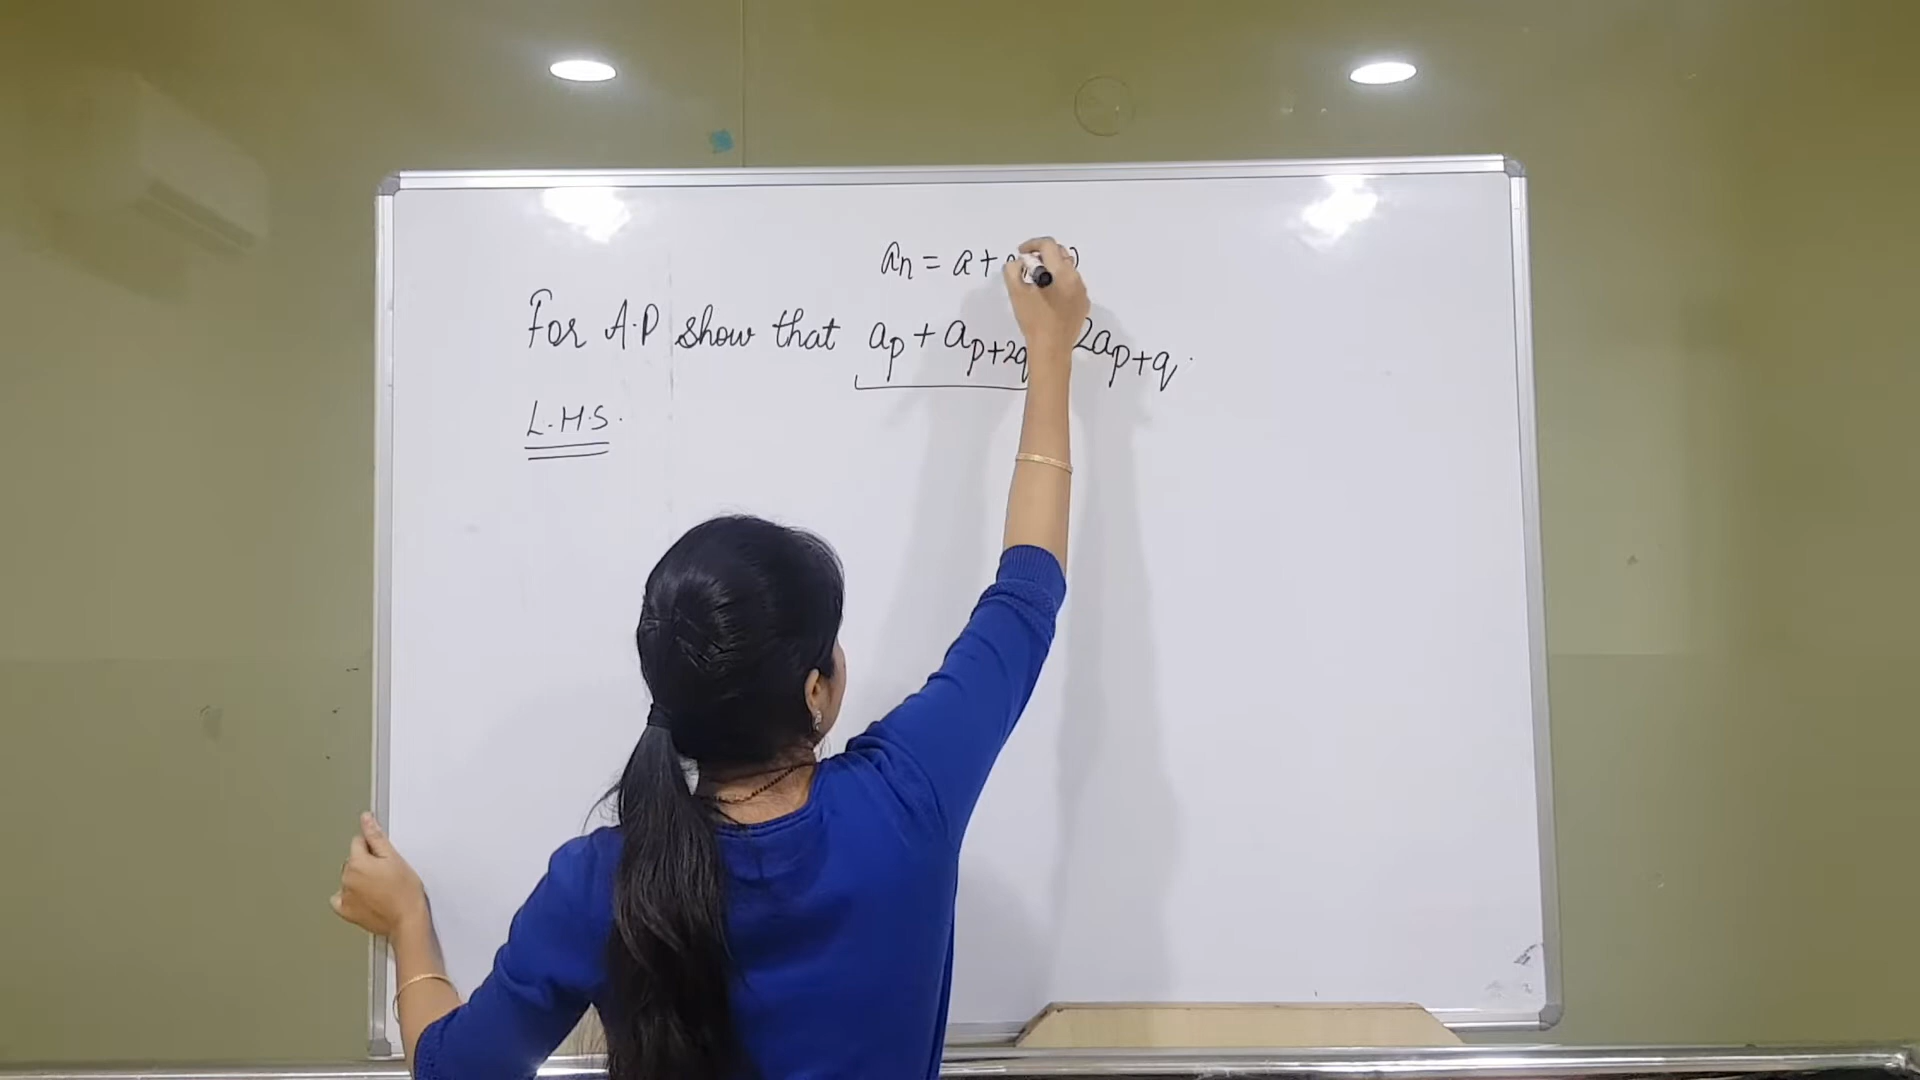 an = a +
For A.P show that ap + ap+2q 2ap+q.
L.H.S.